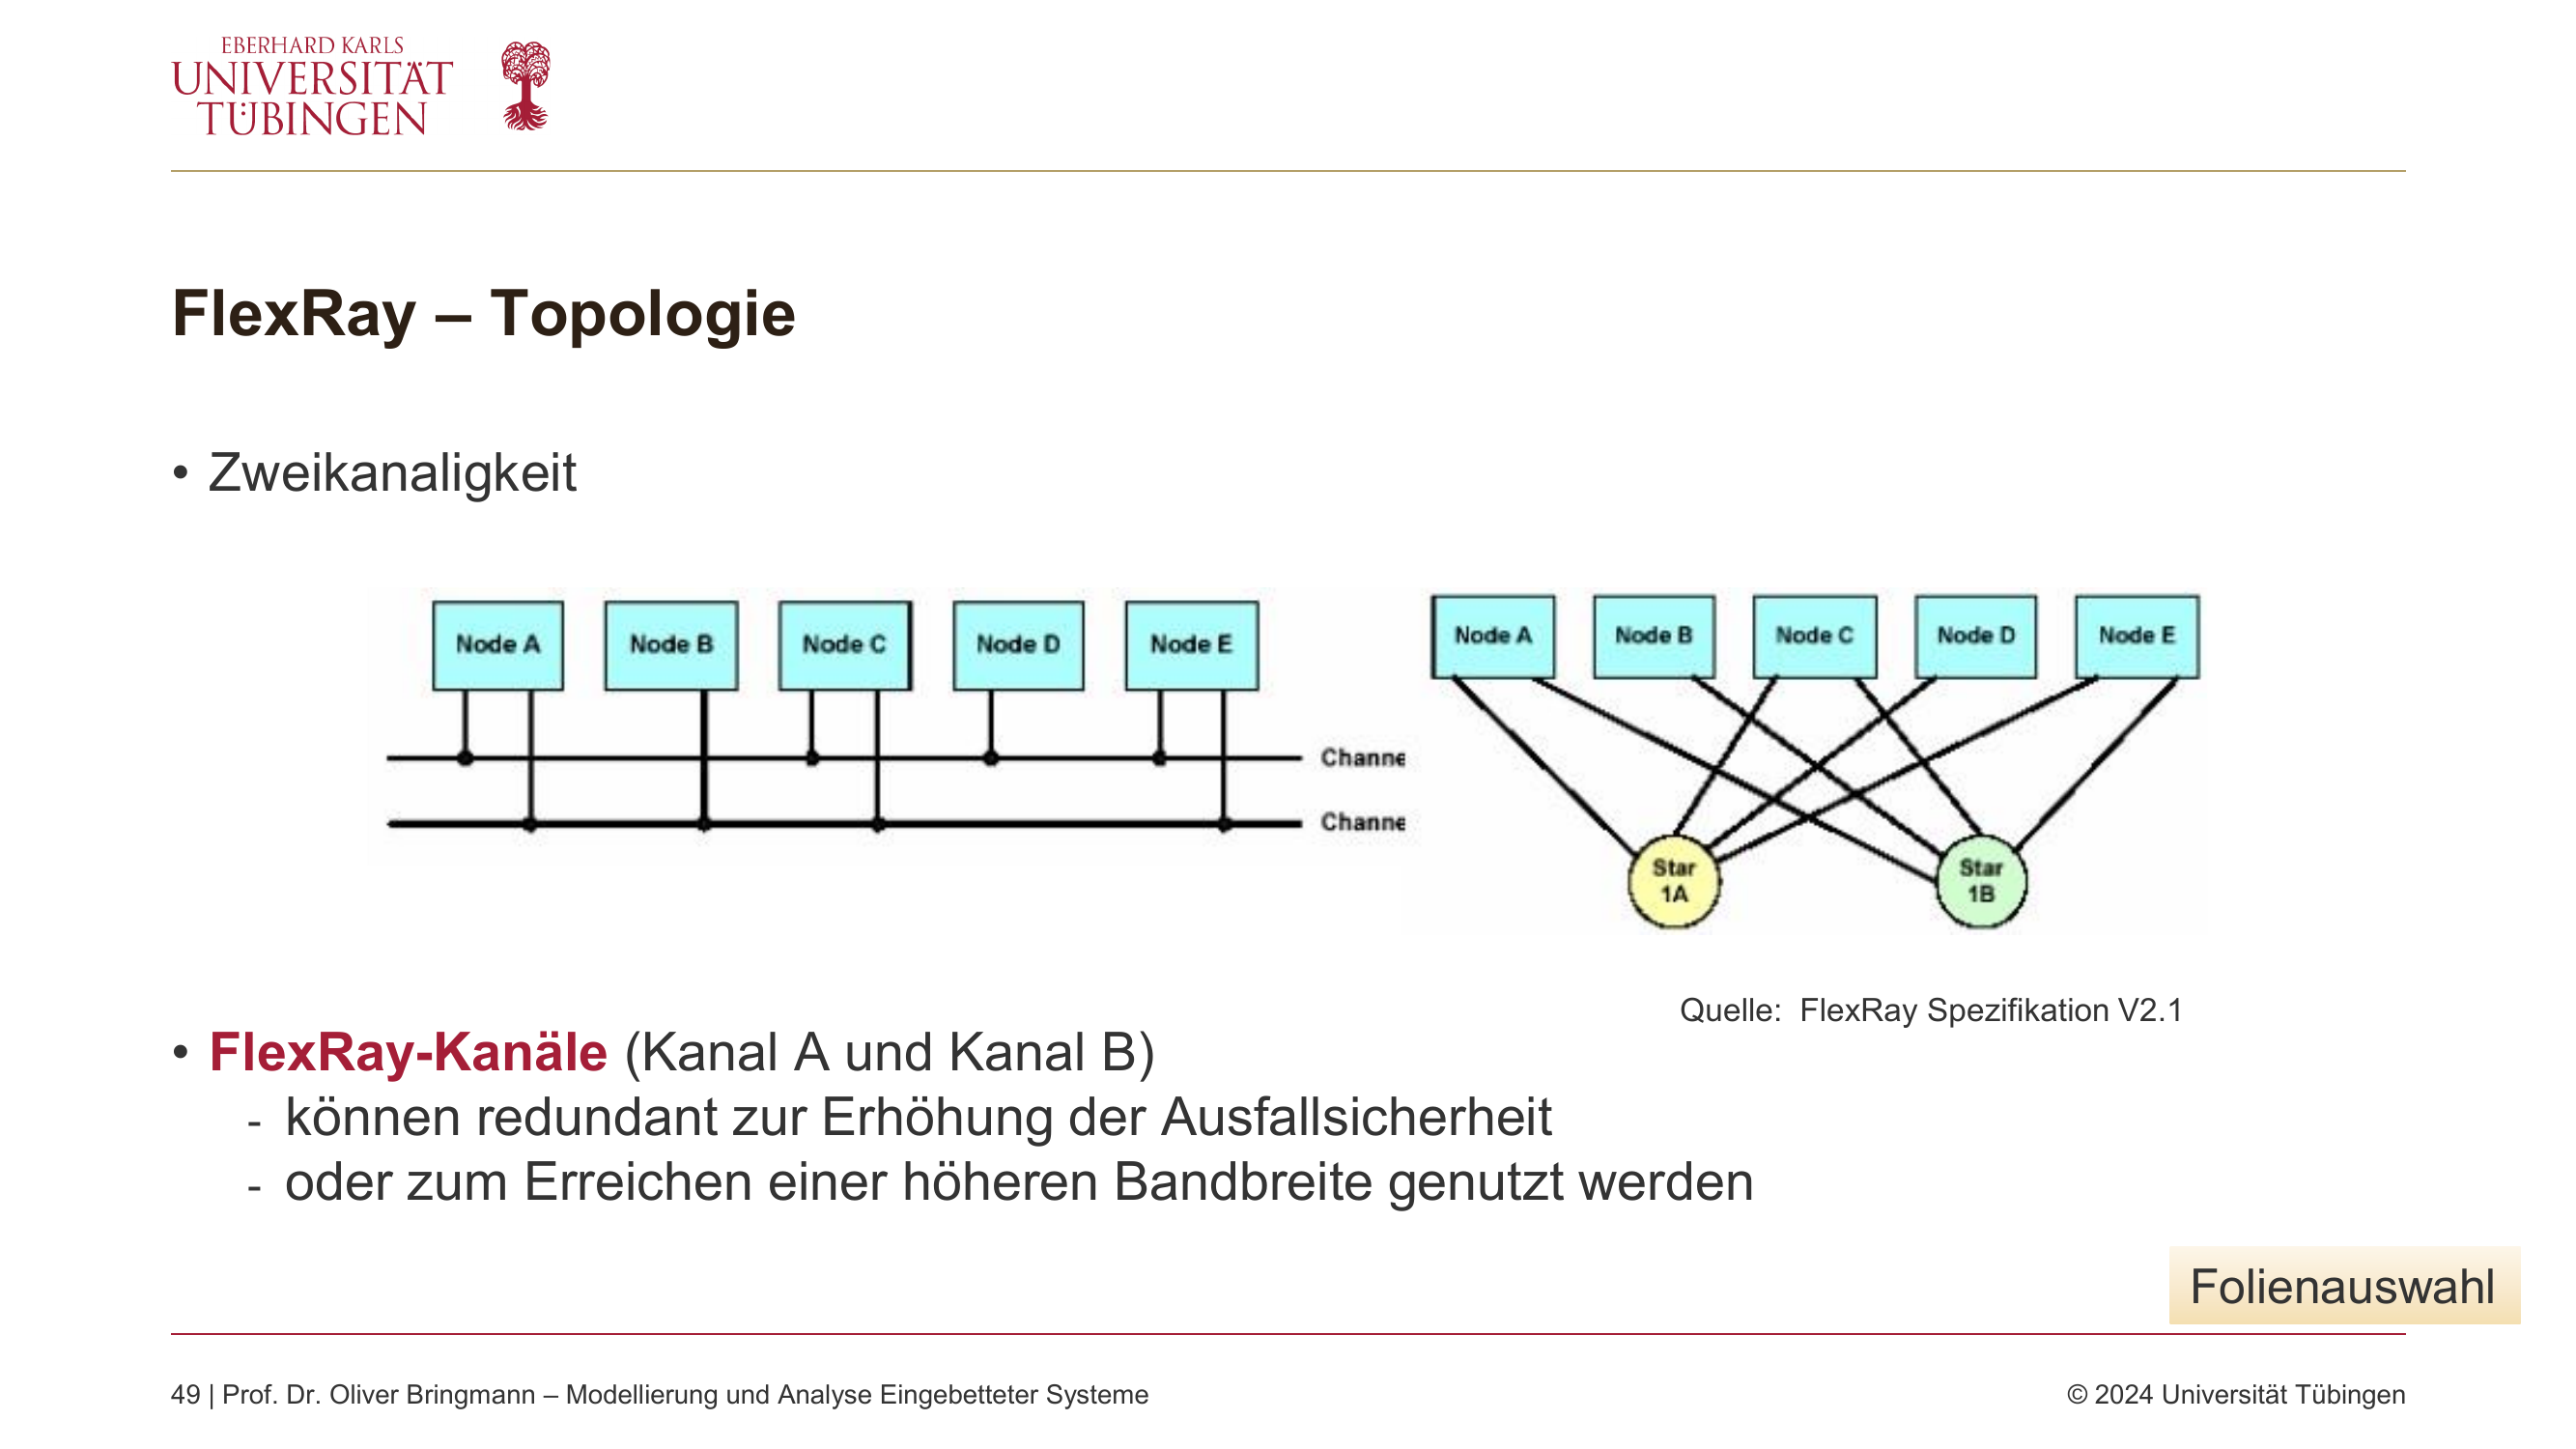 EBERHARD KARLS
UNIVERSITÄT
TÜBINGEN
FlexRay – Topologie
• Zweikanaligkeit
Node A Node B Node C Node D Node E
Channe
Channe
Node A Node B Node C Node D Node E
Star
1A
Star
1B
Quelle: FlexRay Spezifikation V2.1
• FlexRay-Kanäle (Kanal A und Kanal B)
- können redundant zur Erhöhung der Ausfallsicherheit
- oder zum Erreichen einer höheren Bandbreite genutzt werden
Folienauswahl
49 | Prof. Dr. Oliver Bringmann – Modellierung und Analyse Eingebetteter Systeme
© 2024 Universität Tübingen